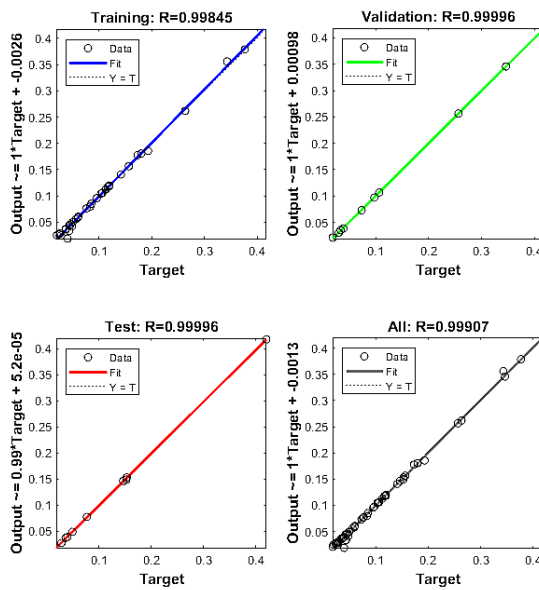 Training: R=0.99845
Output ~= 1*Target + -0.0026
0.4
0.35
0.3
0.25
0.2
0.15
0.1
0.05
Data
Fit
Y = T
0.1
0.2
0.3
0.4
Target
Validation: R=0.99996
Output ~= 1*Target + 0.00098
0.4
0.35
0.3
0.25
0.2
0.15
0.1
0.05
Data
Fit
Y = T
0.1
0.2
0.3
0.4
Target
Test: R=0.99996
Output ~= 0.99*Target + 5.2e-05
0.4
0.35
0.3
0.25
0.2
0.15
0.1
0.05
Data
Fit
Y = T
0.1
0.2
0.3
0.4
Target
All: R=0.99907
Output ~= 1*Target + -0.0013
0.4
0.35
0.3
0.25
0.2
0.15
0.1
0.05
Data
Fit
Y = T
0.1
0.2
0.3
0.4
Target